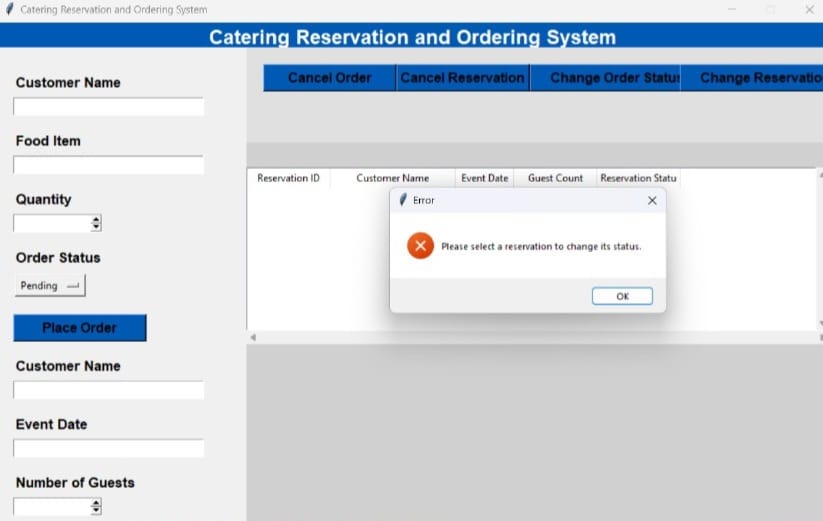 Catering Reservation and Ordering System
Catering Reservation and Ordering System
Customer Name
Food Item
Quantity
Order Status
Pending
Place Order
Customer Name
Event Date
Number of Guests
Cancel Order Cancel Reservation Change Order Statu Change Reservatio
Reservation ID Customer Name Event Date Guest Count Reservation Statu
Error
Please select a reservation to change its status.
OK